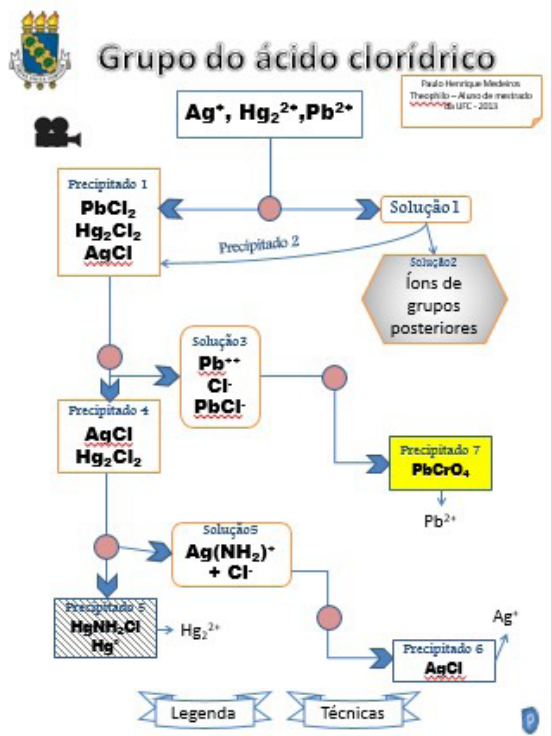 Grupo do ácido clorídrico
Paulo Henrique Medeiros
Theophilo – Aluno de mestrado
da UFC - 2013
Ag⁺, Hg₂²⁺,Pb²⁺
Precipitado 1
PbCl₂
Hg₂Cl₂
AgCl
Solução1
Precipitado 2
Solução2
Íons de
grupos
posteriores
Solução3
Pb⁺⁺
Cl⁻
PbCl⁻
Precipitado 4
AgCl
Hg₂Cl₂
Precipitado 7
PbCrO₄
Pb²⁺
Solução5
Ag(NH₂)⁺
+ Cl⁻
Precipitado 5
HgNH₂Cl
Hg°
Hg₂²⁺
Ag⁺
Precipitado 6
AgCl
Legenda
Técnicas
P